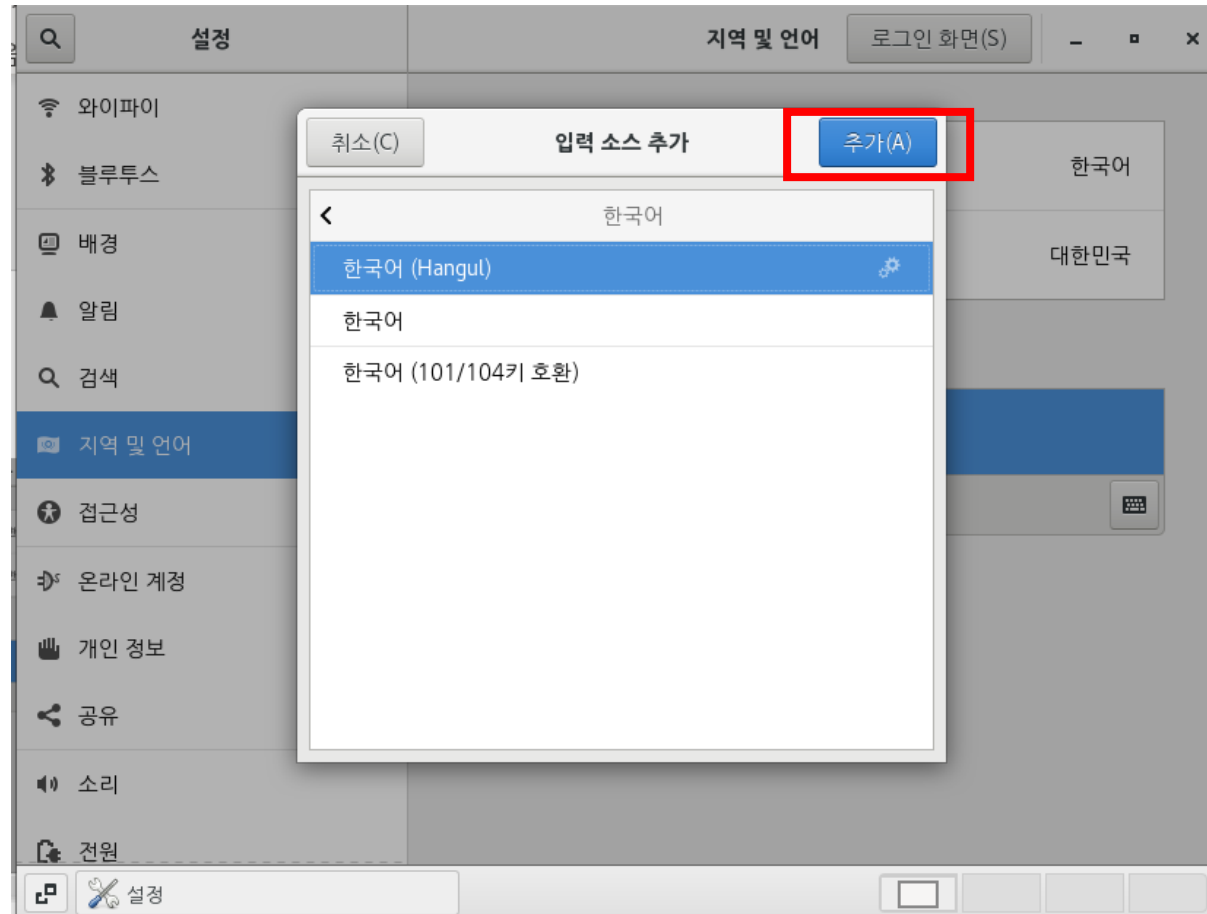 설정
지역 및 언어
로그인 화면(S)
와이파이
블루투스
배경
알림
검색
지역 및 언어
접근성
온라인 계정
개인 정보
공유
소리
전원
취소(C)
입력 소스 추가
추가(A)
한국어
한국어 (Hangul)
한국어
한국어 (101/104키 호환)
한국어
대한민국
설정